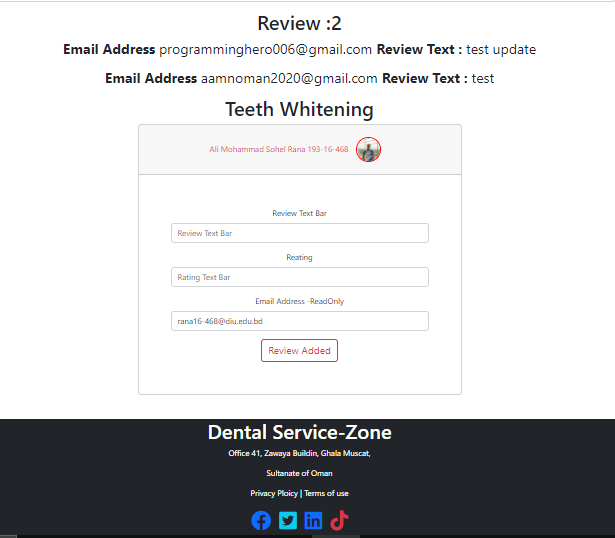 Review :2
Email Address programminghero006@gmail.com Review Text : test update
Email Address aamnoman2020@gmail.com Review Text : test
Teeth Whitening
Ali Mohammad Sohel Rana 193-16-468
Review Text Bar
Review Text Bar
Reating
Rating Text Bar
Email Address -ReadOnly
rana16-468@diu.edu.bd
Review Added
Dental Service-Zone
Office 41, Zawaya Buildin, Ghala Muscat,
Sultanate of Oman
Privacy Ploicy | Terms of use